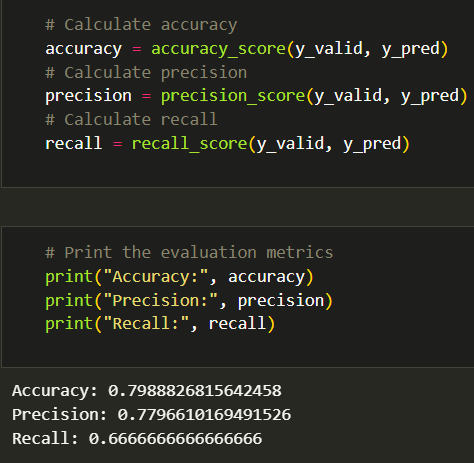 # Calculate accuracy
accuracy = accuracy_score(y_valid, y_pred)
# Calculate precision
precision = precision_score(y_valid, y_pred)
# Calculate recall
recall = recall_score(y_valid, y_pred)
# Print the evaluation metrics
print("Accuracy:", accuracy)
print("Precision:", precision)
print("Recall:", recall)
Accuracy: 0.7988826815642458
Precision: 0.7796610169491526
Recall: 0.6666666666666666